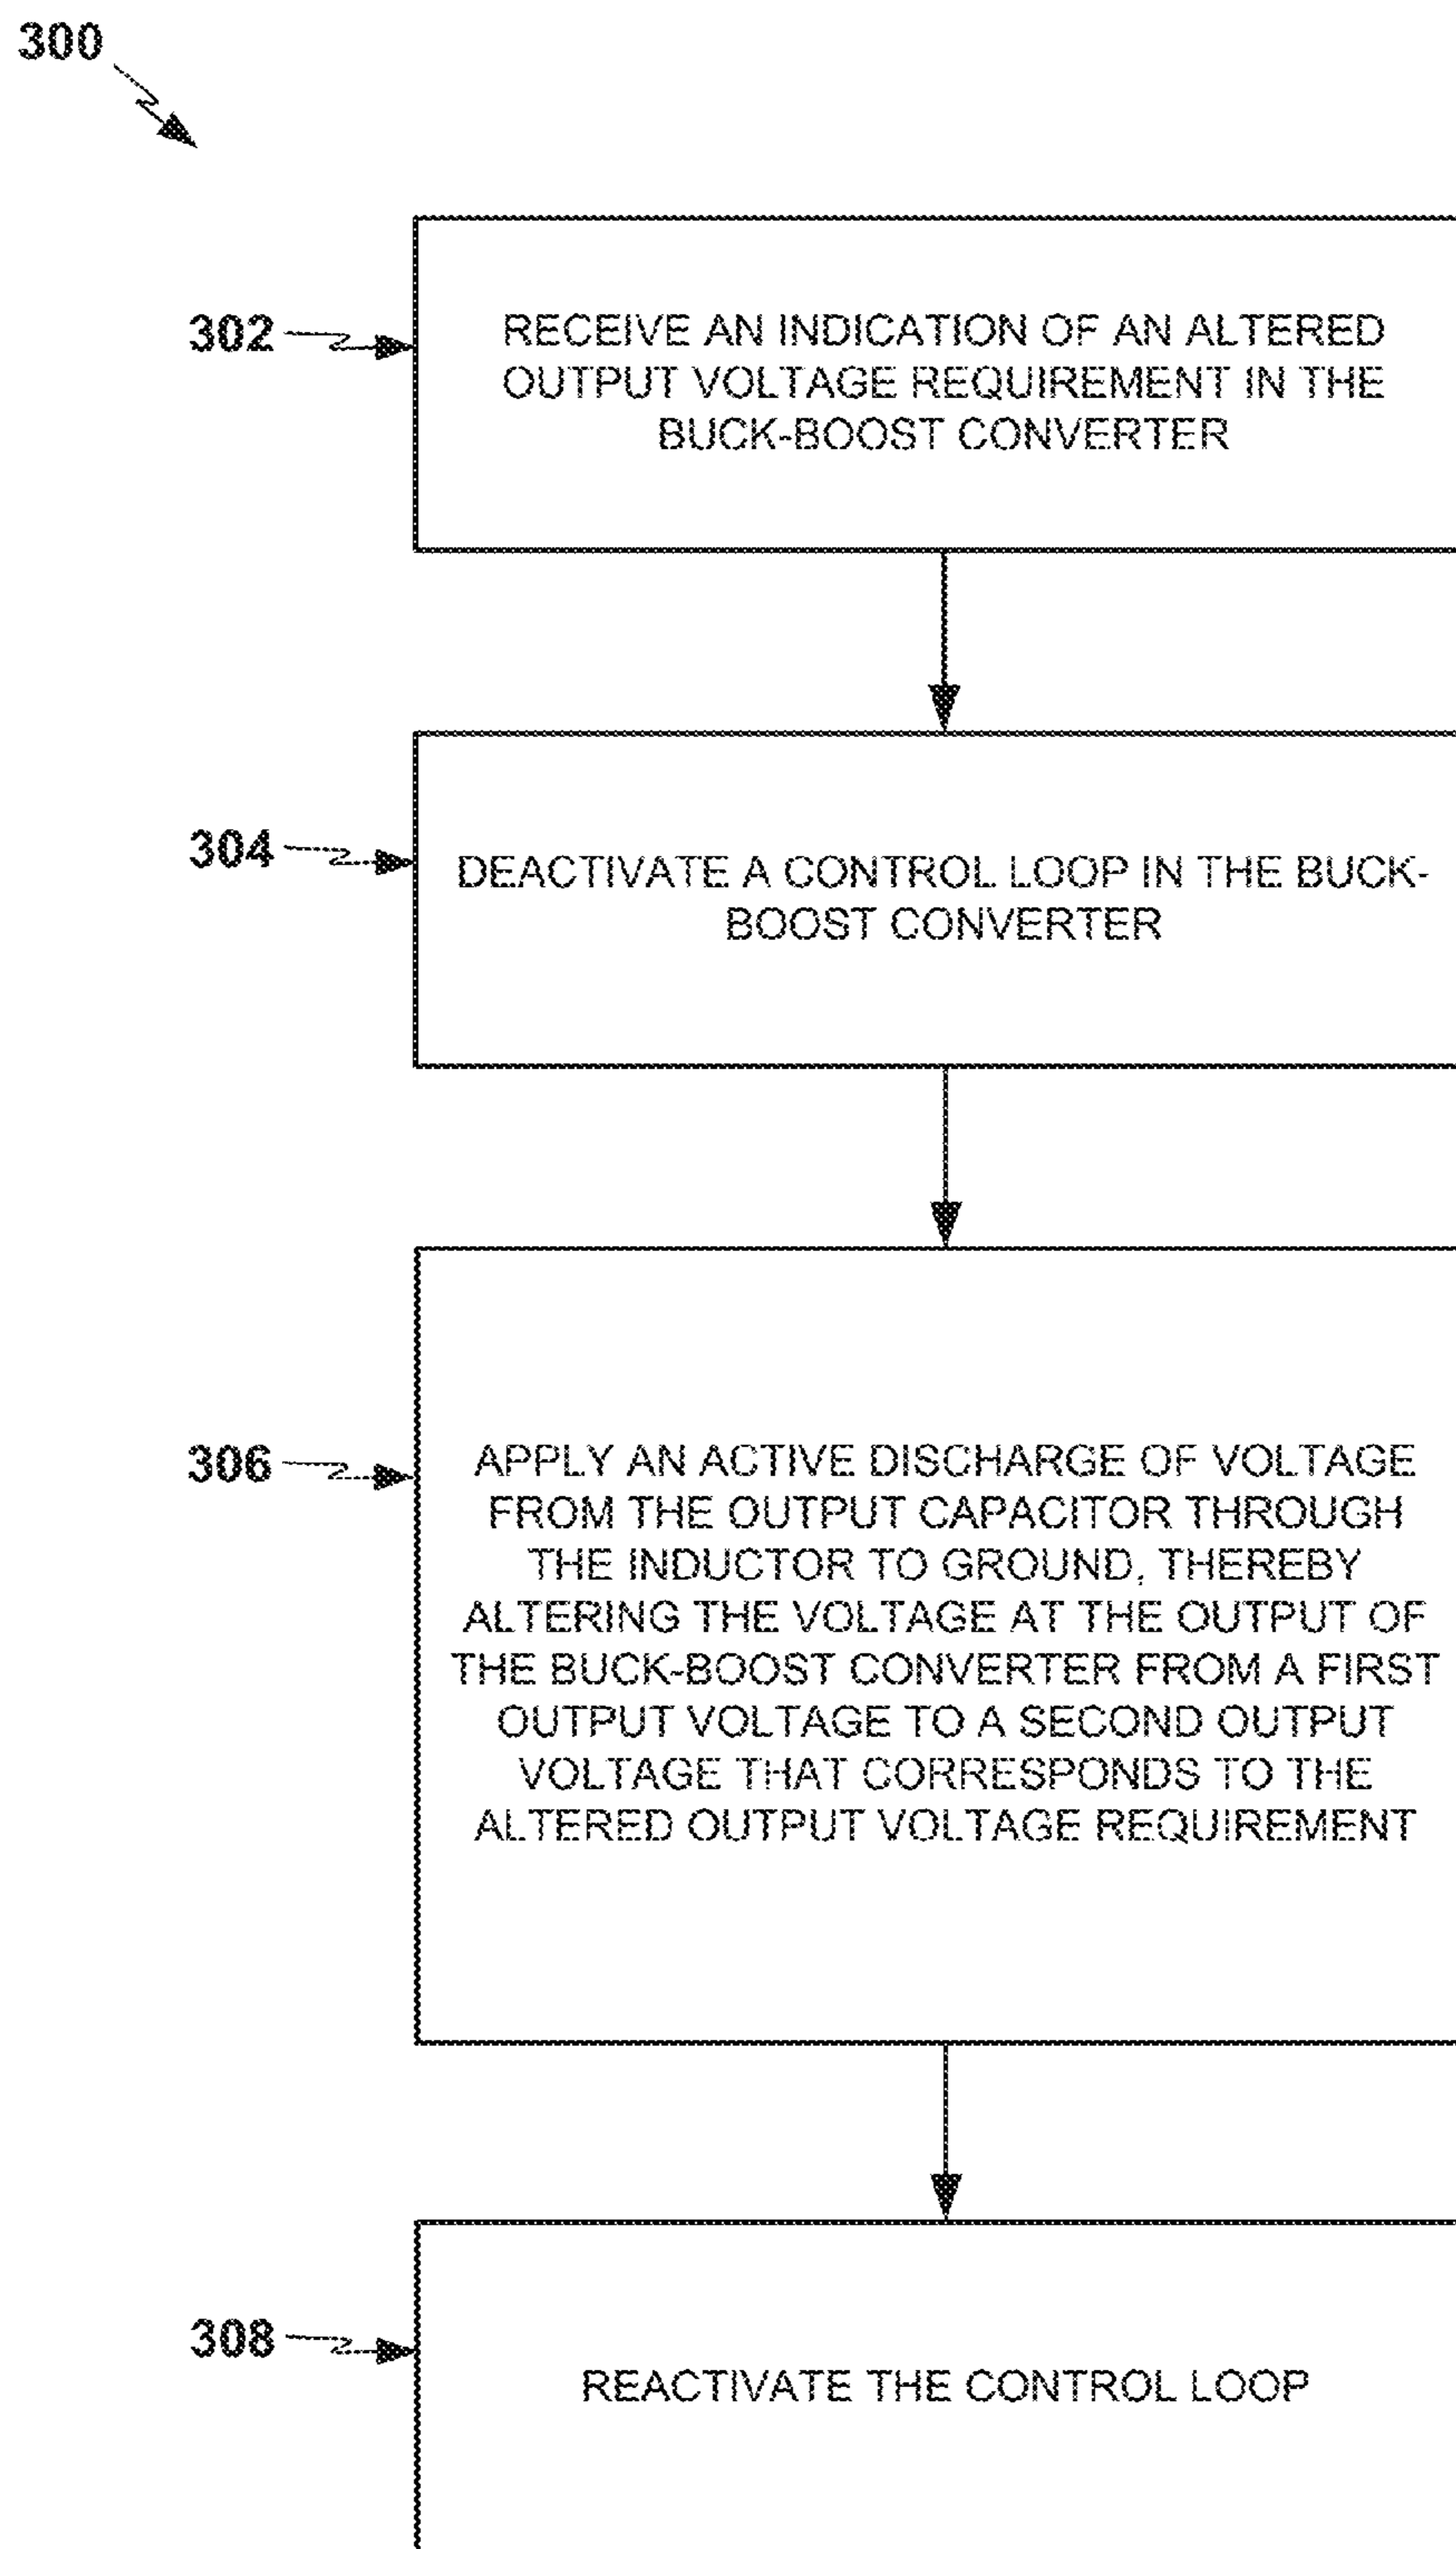 300
302
RECEIVE AN INDICATION OF AN ALTERED
OUTPUT VOLTAGE REQUIREMENT IN THE
BUCK-BOOST CONVERTER
304
DEACTIVATE A CONTROL LOOP IN THE BUCK-
BOOST CONVERTER
306
APPLY AN ACTIVE DISCHARGE OF VOLTAGE
FROM THE OUTPUT CAPACITOR THROUGH
THE INDUCTOR TO GROUND, THEREBY
ALTERING THE VOLTAGE AT THE OUTPUT OF
THE BUCK-BOOST CONVERTER FROM A FIRST
OUTPUT VOLTAGE TO A SECOND OUTPUT
VOLTAGE THAT CORRESPONDS TO THE
ALTERED OUTPUT VOLTAGE REQUIREMENT
308
REACTIVATE THE CONTROL LOOP